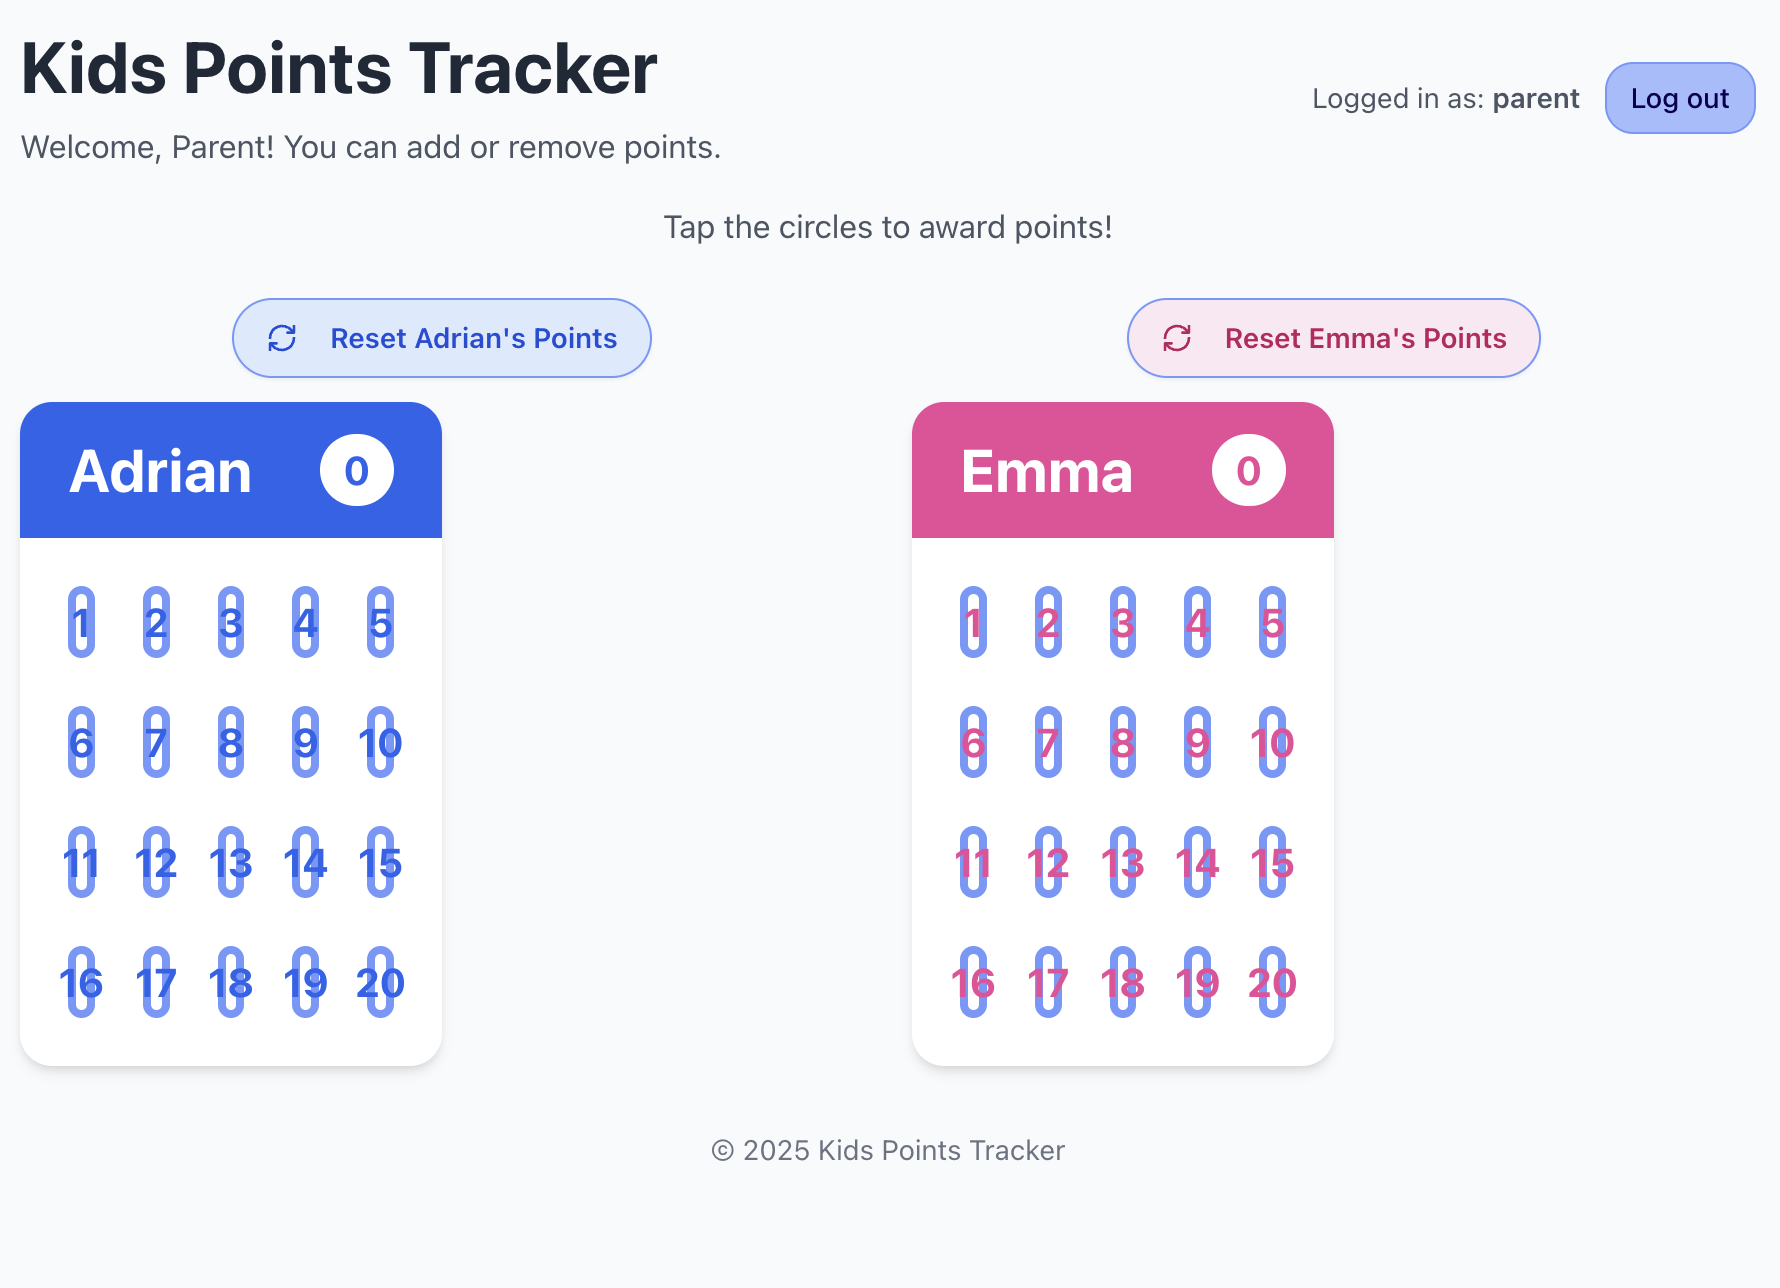 Kids Points Tracker
Welcome, Parent! You can add or remove points.
Logged in as: parent
Log out
Tap the circles to award points!
Reset Adrian's Points
Reset Emma's Points
Adrian 0
1 2 3 4 5
6 7 8 9 10
11 12 13 14 15
16 17 18 19 20
Emma 0
1 2 3 4 5
6 7 8 9 10
11 12 13 14 15
16 17 18 19 20
© 2025 Kids Points Tracker